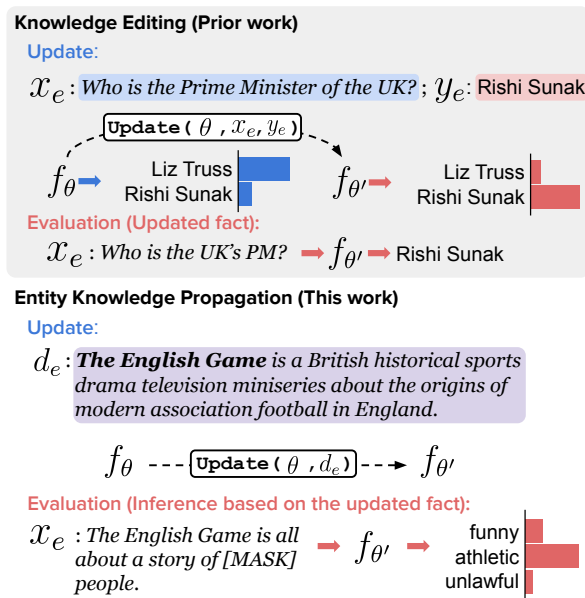 Knowledge Editing (Prior work)
Update:
xₑ : Who is the Prime Minister of the UK? ; yₑ: Rishi Sunak
Update( θ , xₑ, yₑ )
fθ
Liz Truss
Rishi Sunak
fθ′
Liz Truss
Rishi Sunak
Evaluation (Updated fact):
xₑ : Who is the UK's PM? fθ′ Rishi Sunak
Entity Knowledge Propagation (This work)
Update:
dₑ : The English Game is a British historical sports
drama television miniseries about the origins of
modern association football in England.
fθ Update( θ , dₑ ) fθ′
Evaluation (Inference based on the updated fact):
xₑ : The English Game is all
about a story of [MASK]
people.
fθ′
funny
athletic
unlawful